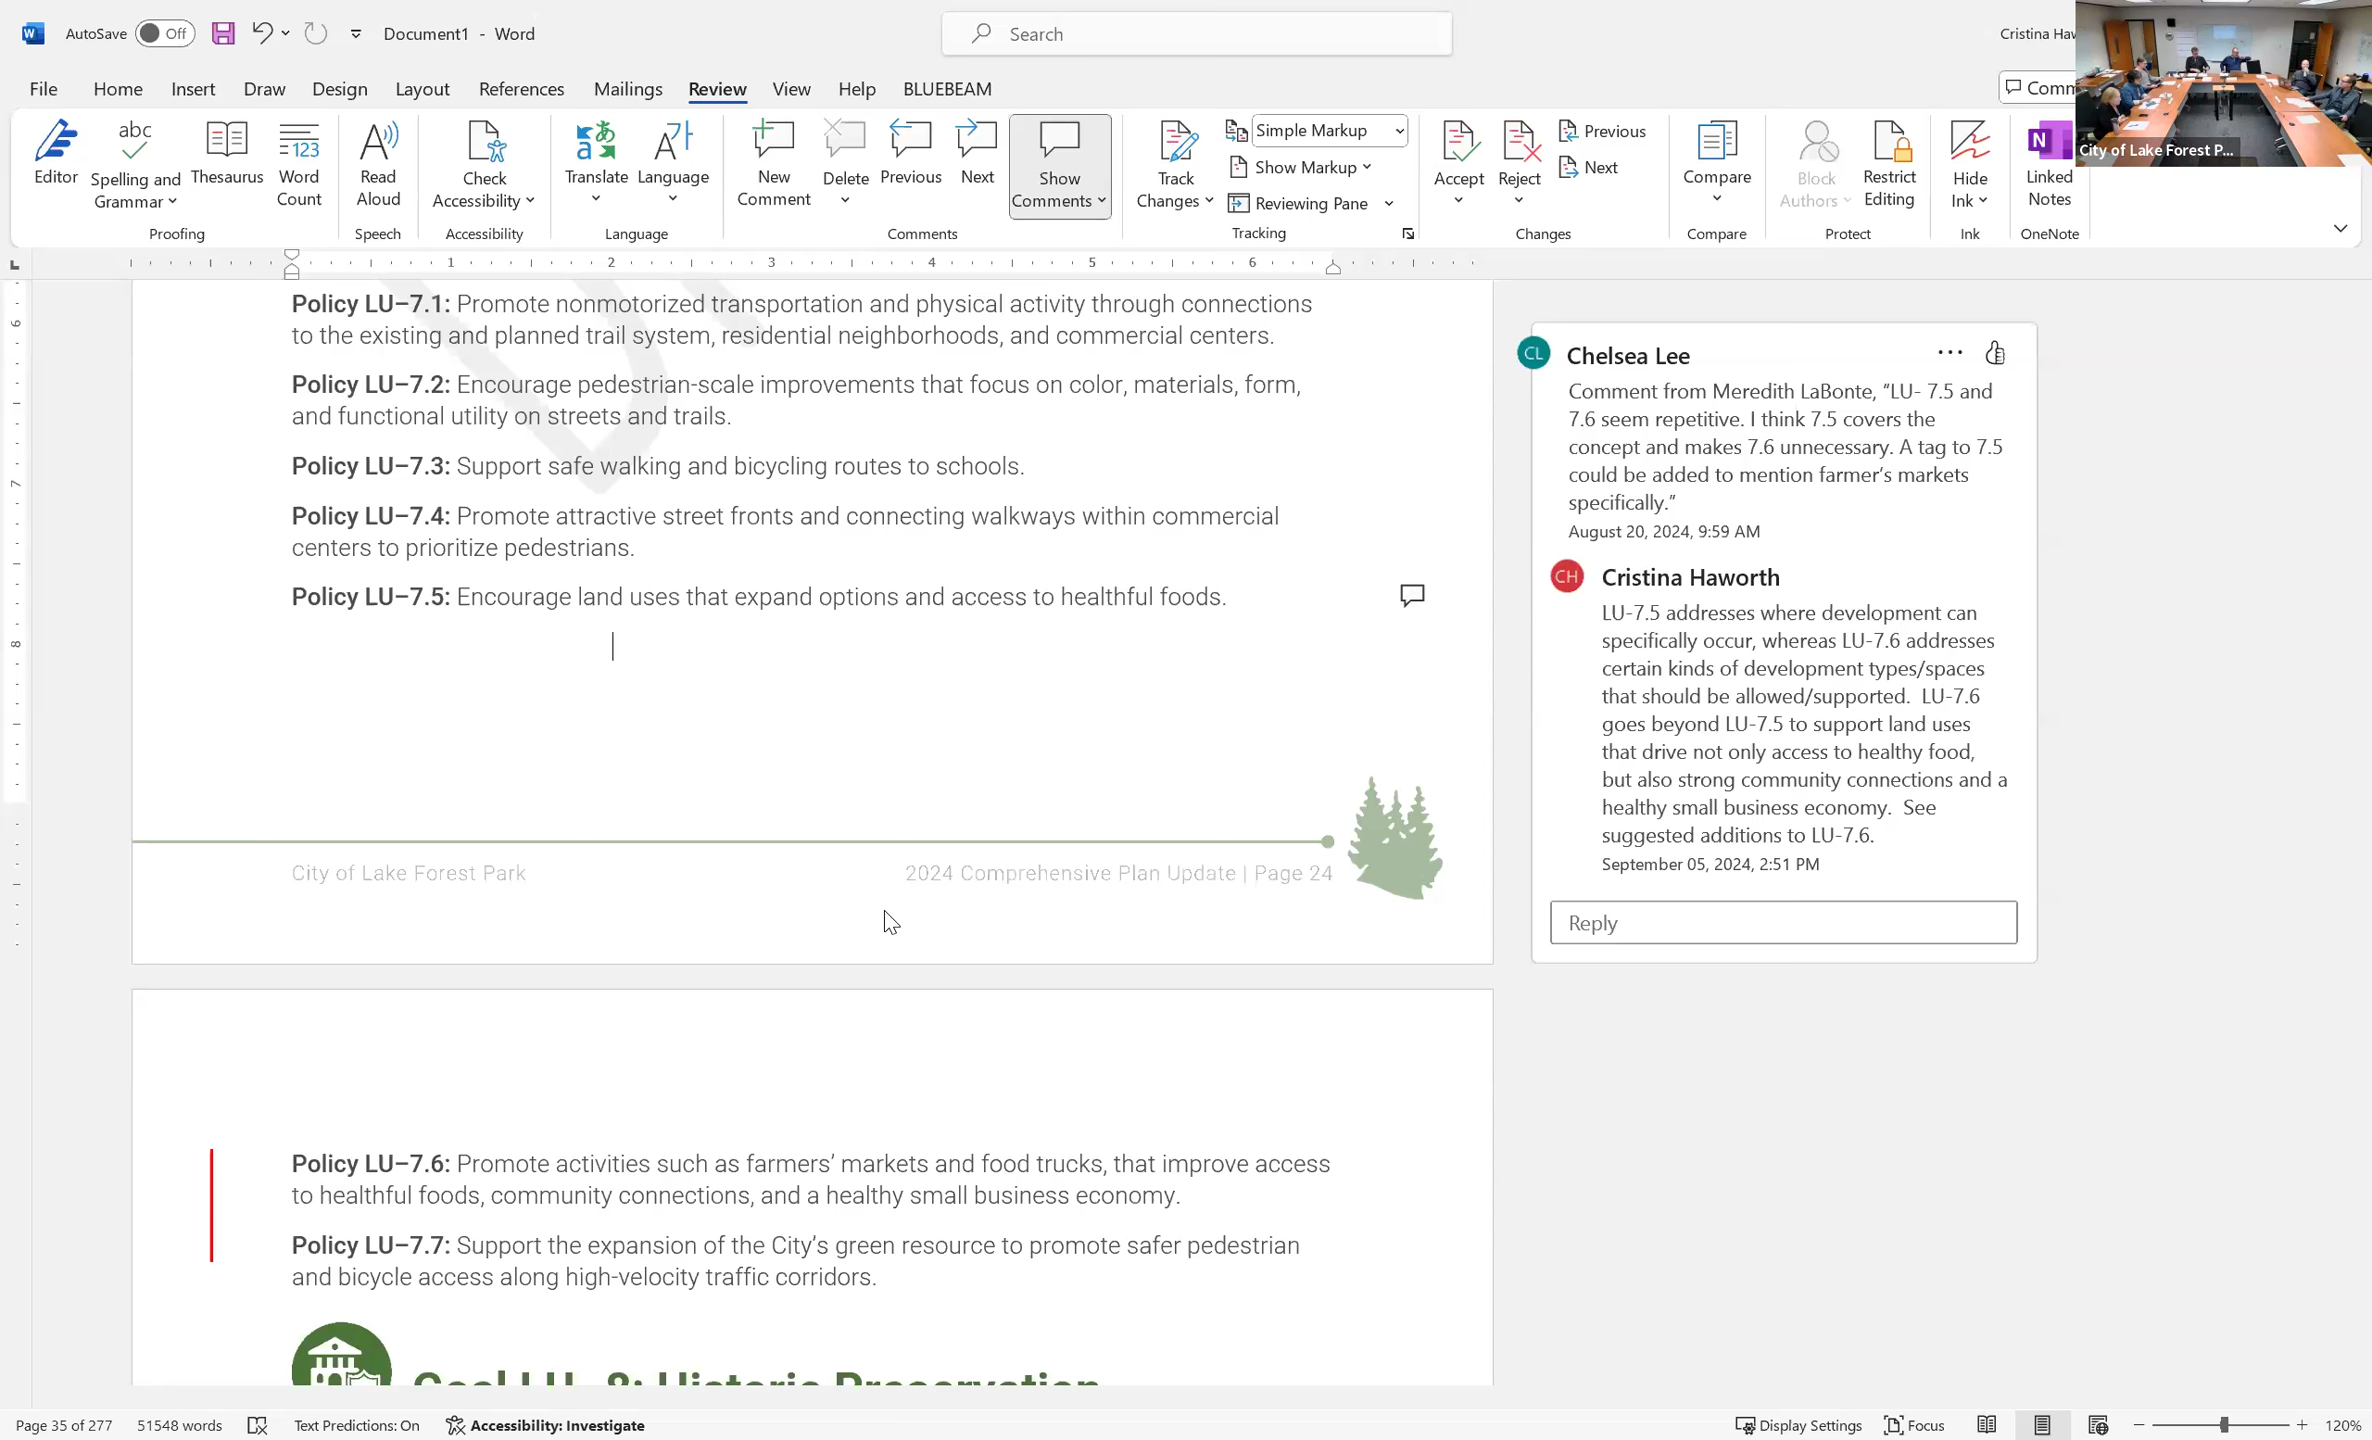 AutoSave Off Document1 - Word
Search
Cristina Haw
File Home Insert Draw Design Layout References Mailings Review View Help BLUEBEAM
Comm
Editor
Spelling and Grammar
Thesaurus
Word Count
Proofing
Read Aloud
Speech
Check Accessibility
Accessibility
Translate
Language
Language
New Comment
Delete
Previous
Next
Show Comments
Comments
Track Changes
Simple Markup
Show Markup
Reviewing Pane
Tracking
Accept
Reject
Previous
Next
Changes
Compare
Compare
Block Authors
Restrict Editing
Protect
Hide Ink
Ink
Linked Notes
OneNote
City of Lake Forest P...
1 2 3 4 5 6
6
7
8
Policy LU–7.1: Promote nonmotorized transportation and physical activity through connections
to the existing and planned trail system, residential neighborhoods, and commercial centers.
Policy LU–7.2: Encourage pedestrian-scale improvements that focus on color, materials, form,
and functional utility on streets and trails.
Policy LU–7.3: Support safe walking and bicycling routes to schools.
Policy LU–7.4: Promote attractive street fronts and connecting walkways within commercial
centers to prioritize pedestrians.
Policy LU–7.5: Encourage land uses that expand options and access to healthful foods.
City of Lake Forest Park
2024 Comprehensive Plan Update | Page 24
Policy LU–7.6: Promote activities such as farmers’ markets and food trucks, that improve access
to healthful foods, community connections, and a healthy small business economy.
Policy LU–7.7: Support the expansion of the City’s green resource to promote safer pedestrian
and bicycle access along high-velocity traffic corridors.
Goal LU–8: Historic Preservation
CL
Chelsea Lee
Comment from Meredith LaBonte, “LU- 7.5 and
7.6 seem repetitive. I think 7.5 covers the
concept and makes 7.6 unnecessary. A tag to 7.5
could be added to mention farmer’s markets
specifically.”
August 20, 2024, 9:59 AM
CH
Cristina Haworth
LU-7.5 addresses where development can
specifically occur, whereas LU-7.6 addresses
certain kinds of development types/spaces
that should be allowed/supported. LU-7.6
goes beyond LU-7.5 to support land uses
that drive not only access to healthy food,
but also strong community connections and a
healthy small business economy. See
suggested additions to LU-7.6.
September 05, 2024, 2:51 PM
Reply
Page 35 of 277 51548 words Text Predictions: On Accessibility: Investigate
Display Settings Focus 120%